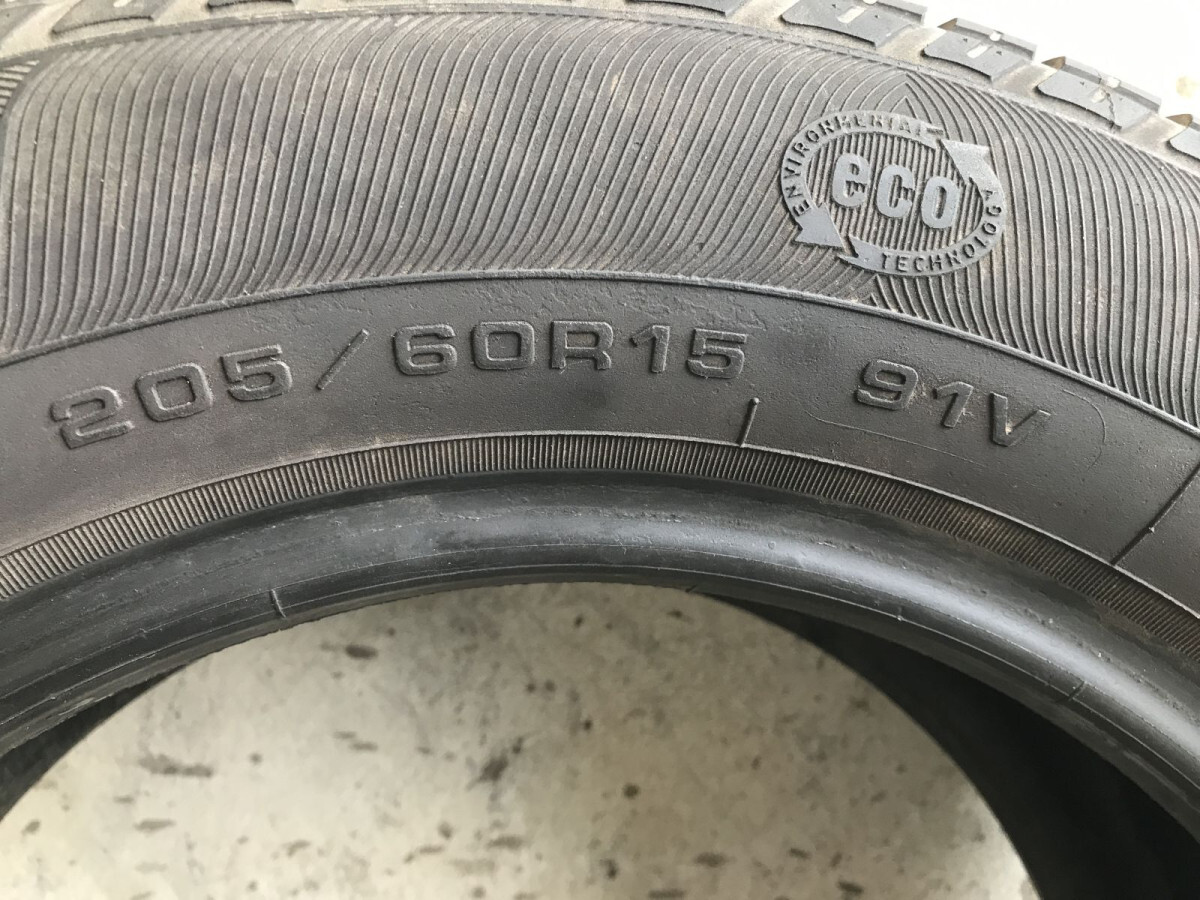 ENVIRONMENTAL
eco
TECHNOLOGY
205/60R15 91V